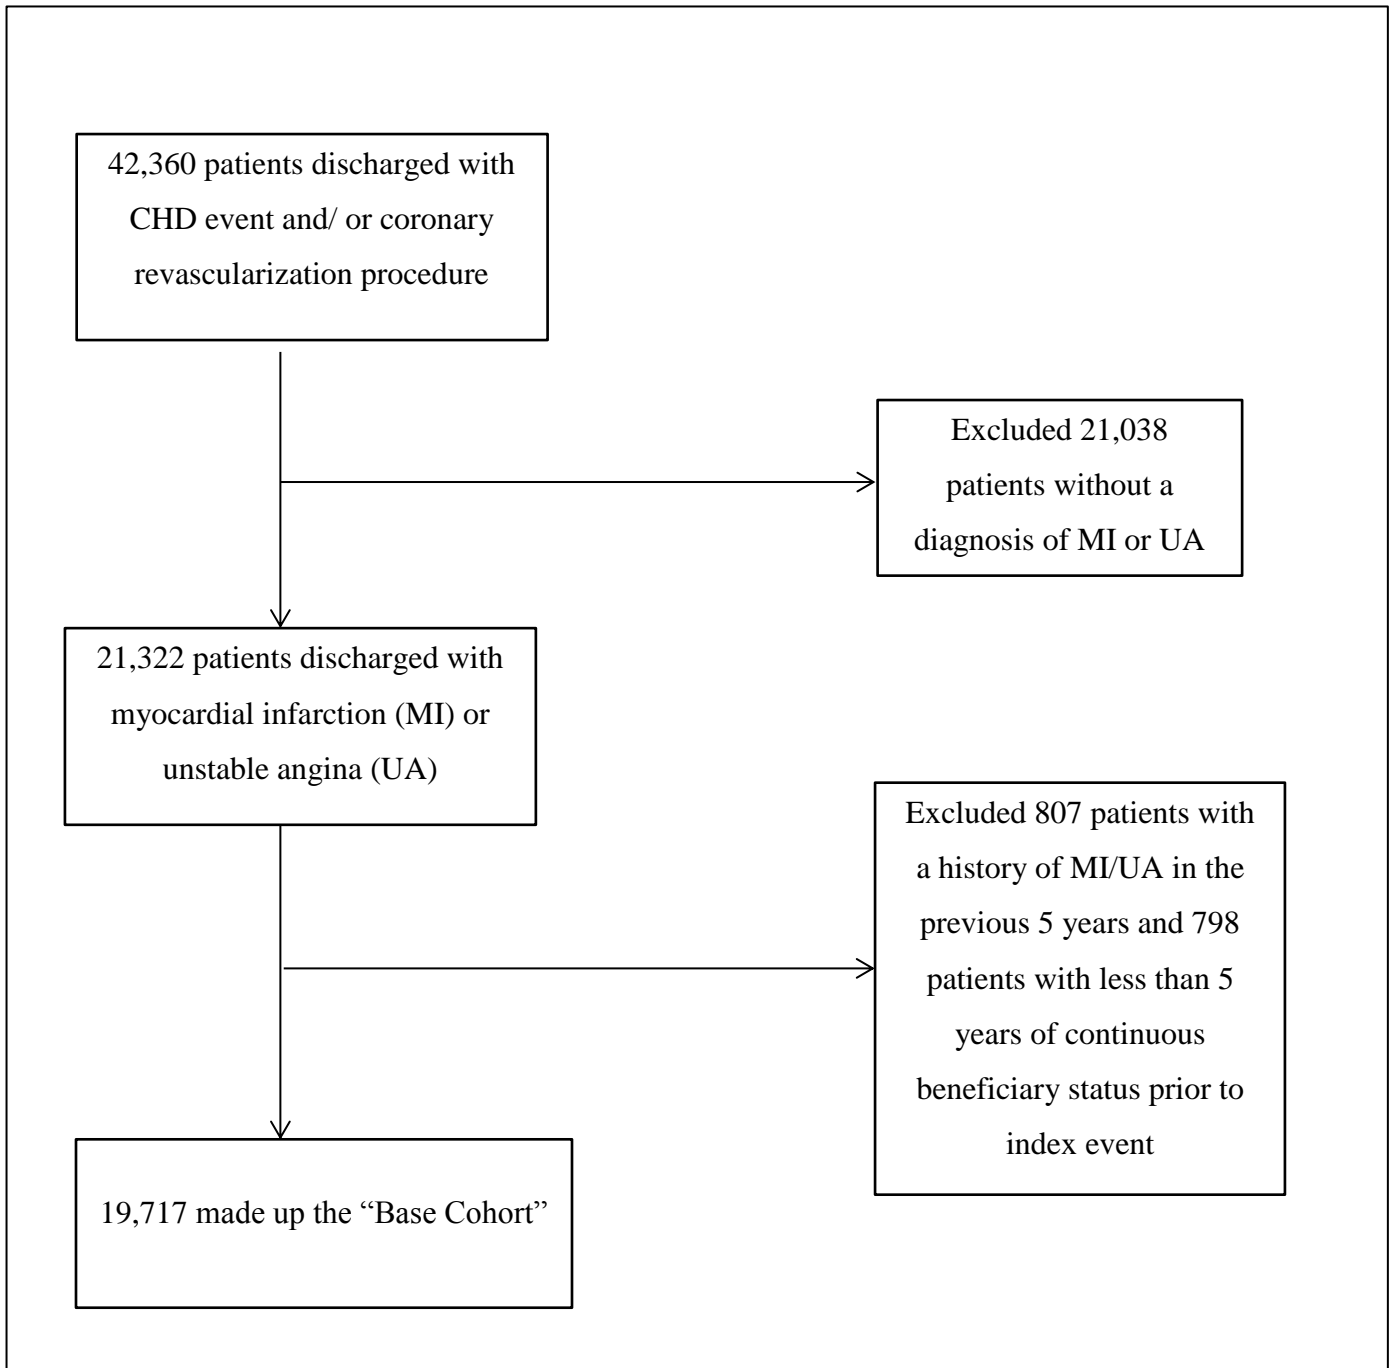 42,360 patients discharged with
CHD event and/ or coronary
revascularization procedure
Excluded 21,038
patients without a
diagnosis of MI or UA
21,322 patients discharged with
myocardial infarction (MI) or
unstable angina (UA)
Excluded 807 patients with
a history of MI/UA in the
previous 5 years and 798
patients with less than 5
years of continuous
beneficiary status prior to
index event
19,717 made up the “Base Cohort”